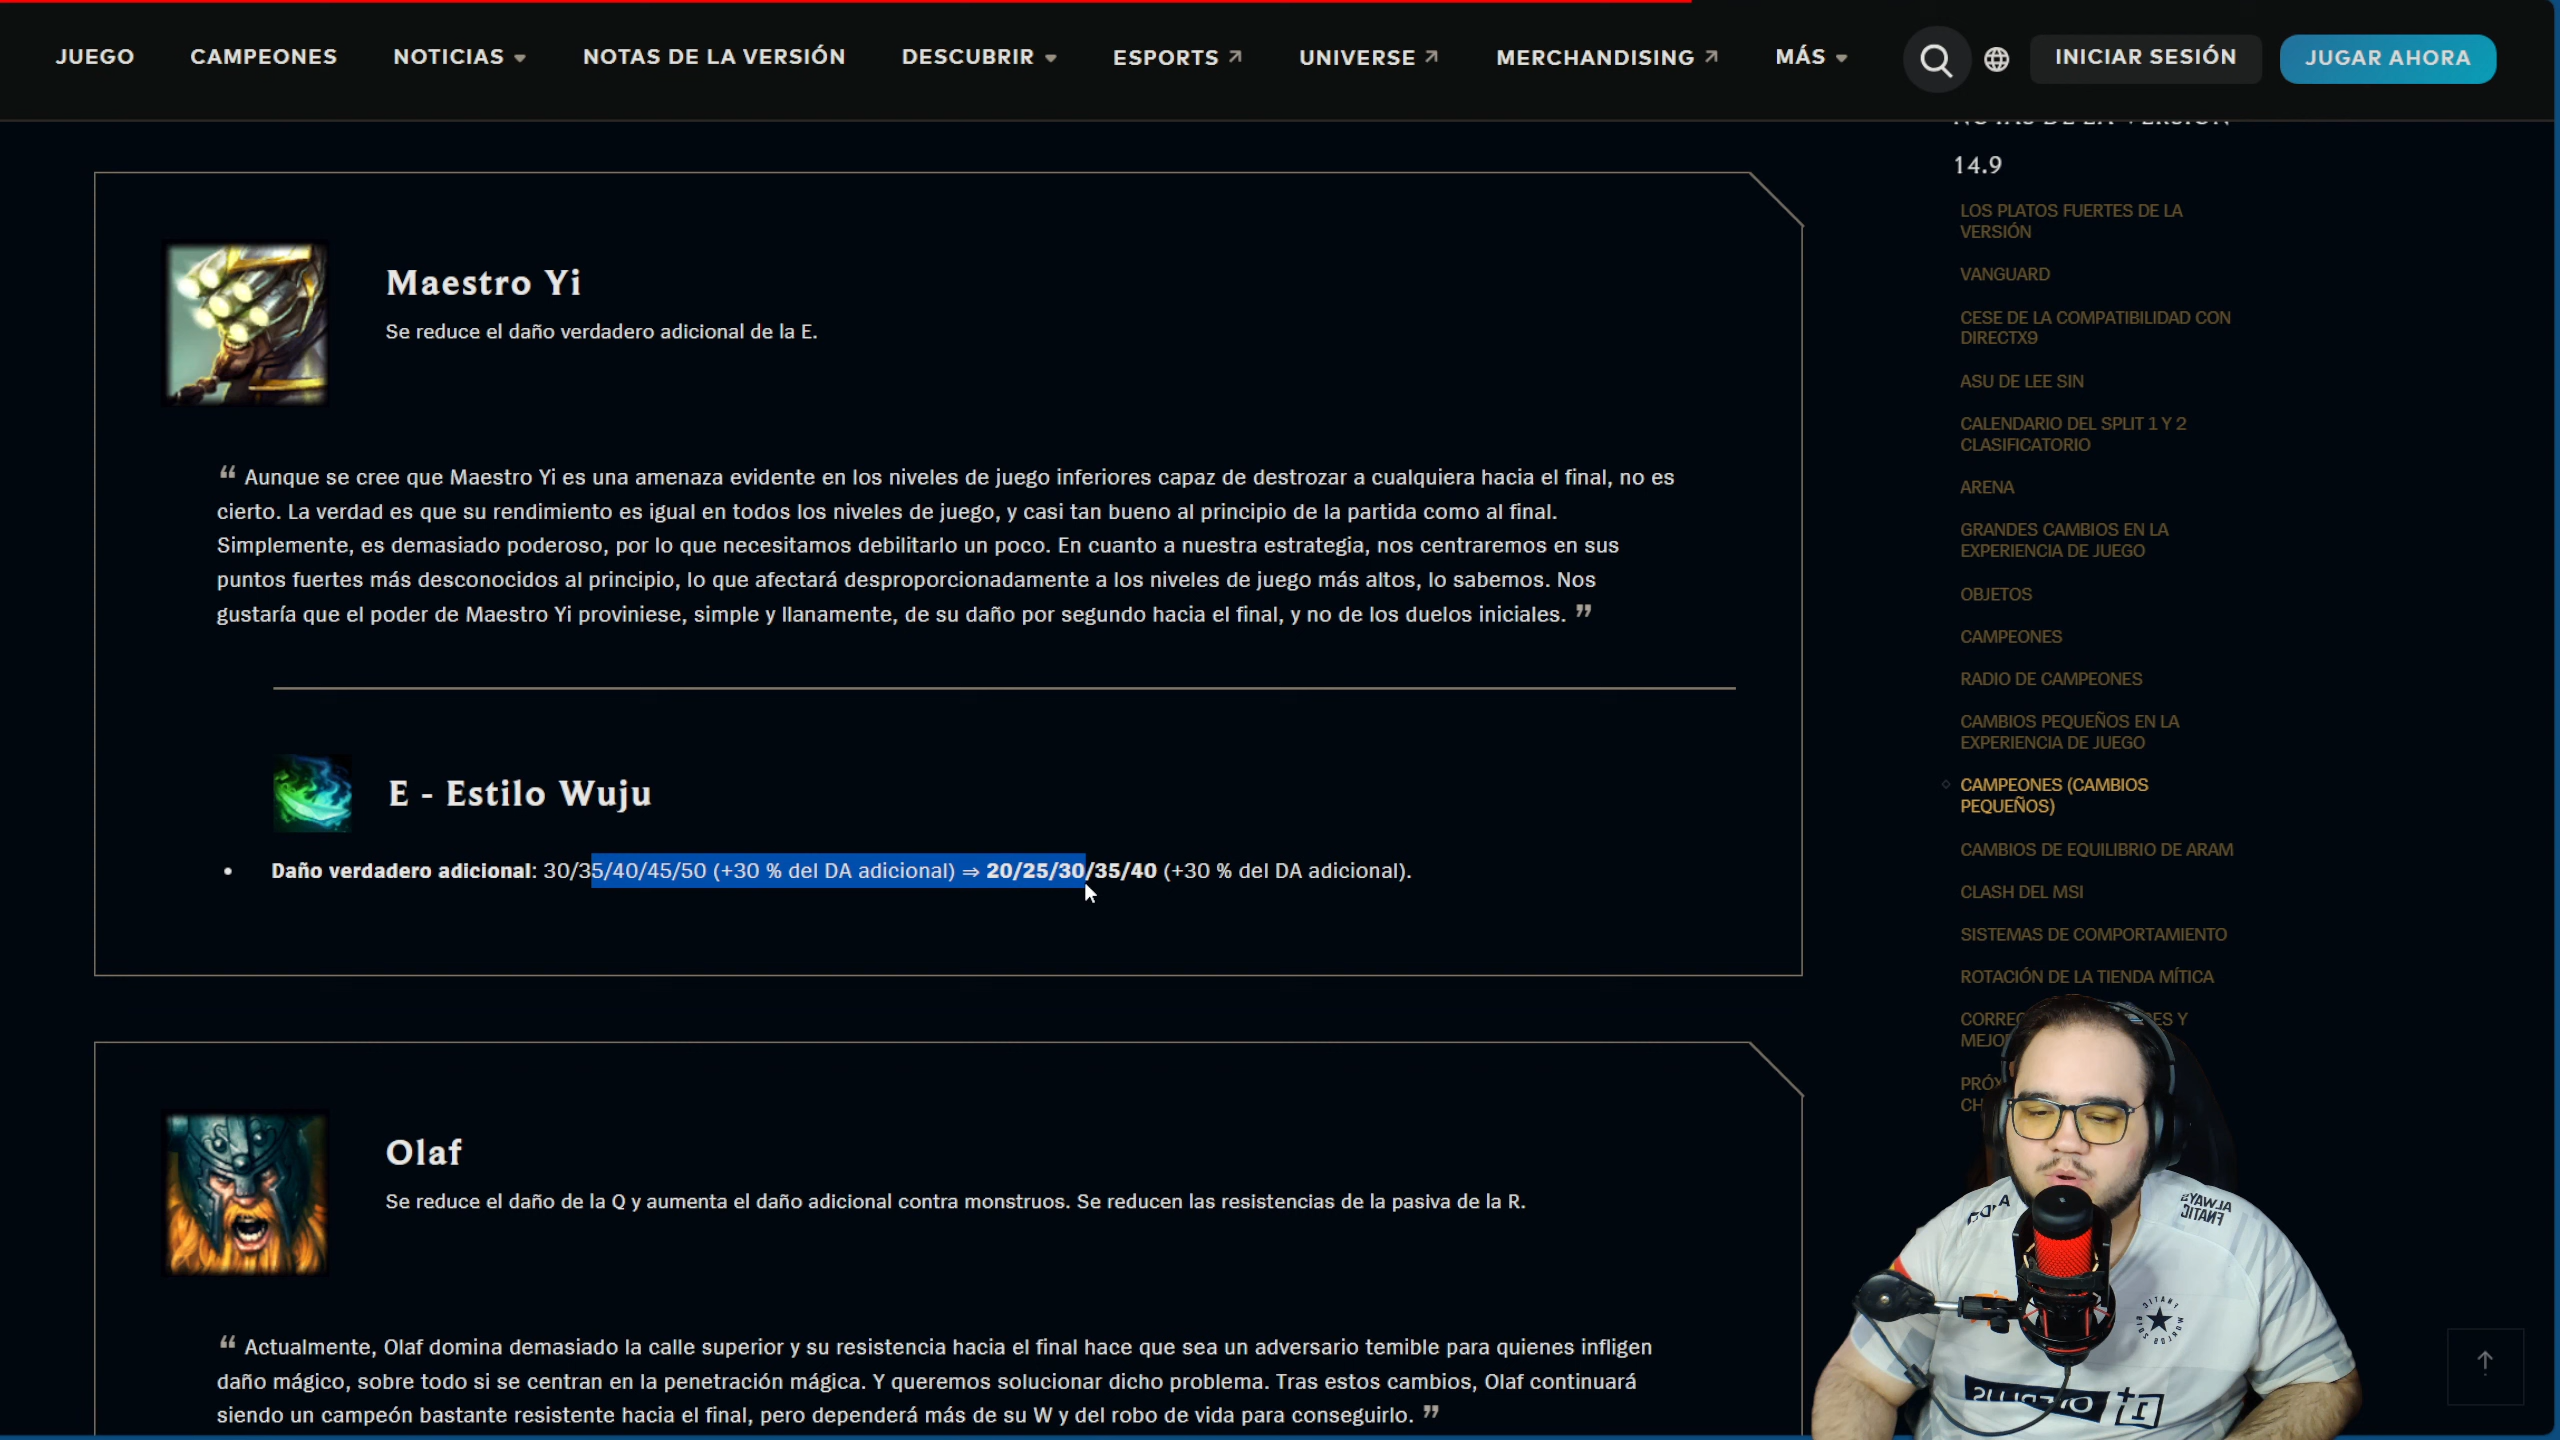 JUEGO CAMPEONES NOTICIAS NOTAS DE LA VERSIÓN DESCUBRIR ESPORTS UNIVERSE MERCHANDISING MÁS INICIAR SESIÓN JUGAR AHORA
NOTAS DE LA VERSIÓN
14.9
LOS PLATOS FUERTES DE LA
VERSIÓN
VANGUARD
CESE DE LA COMPATIBILIDAD CON
DIRECTX9
ASU DE LEE SIN
CALENDARIO DEL SPLIT 1 Y 2
CLASIFICATORIO
ARENA
GRANDES CAMBIOS EN LA
EXPERIENCIA DE JUEGO
OBJETOS
CAMPEONES
RADIO DE CAMPEONES
CAMBIOS PEQUEÑOS EN LA
EXPERIENCIA DE JUEGO
CAMPEONES (CAMBIOS
PEQUEÑOS)
CAMBIOS DE EQUILIBRIO DE ARAM
CLASH DEL MSI
SISTEMAS DE COMPORTAMIENTO
ROTACIÓN DE LA TIENDA MÍTICA
Maestro Yi
Se reduce el daño verdadero adicional de la E.
“ Aunque se cree que Maestro Yi es una amenaza evidente en los niveles de juego inferiores capaz de destrozar a cualquiera hacia el final, no es
cierto. La verdad es que su rendimiento es igual en todos los niveles de juego, y casi tan bueno al principio de la partida como al final.
Simplemente, es demasiado poderoso, por lo que necesitamos debilitarlo un poco. En cuanto a nuestra estrategia, nos centraremos en sus
puntos fuertes más desconocidos al principio, lo que afectará desproporcionadamente a los niveles de juego más altos, lo sabemos. Nos
gustaría que el poder de Maestro Yi proviniese, simple y llanamente, de su daño por segundo hacia el final, y no de los duelos iniciales. ”
E - Estilo Wuju
• Daño verdadero adicional: 30/35/40/45/50 (+30 % del DA adicional) ⇒ 20/25/30/35/40 (+30 % del DA adicional).
Olaf
Se reduce el daño de la Q y aumenta el daño adicional contra monstruos. Se reducen las resistencias de la pasiva de la R.
“ Actualmente, Olaf domina demasiado la calle superior y su resistencia hacia el final hace que sea un adversario temible para quienes infligen
daño mágico, sobre todo si se centran en la penetración mágica. Y queremos solucionar dicho problema. Tras estos cambios, Olaf continuará
siendo un campeón bastante resistente hacia el final, pero dependerá más de su W y del robo de vida para conseguirlo. ”
ALWAYS
FNATIC